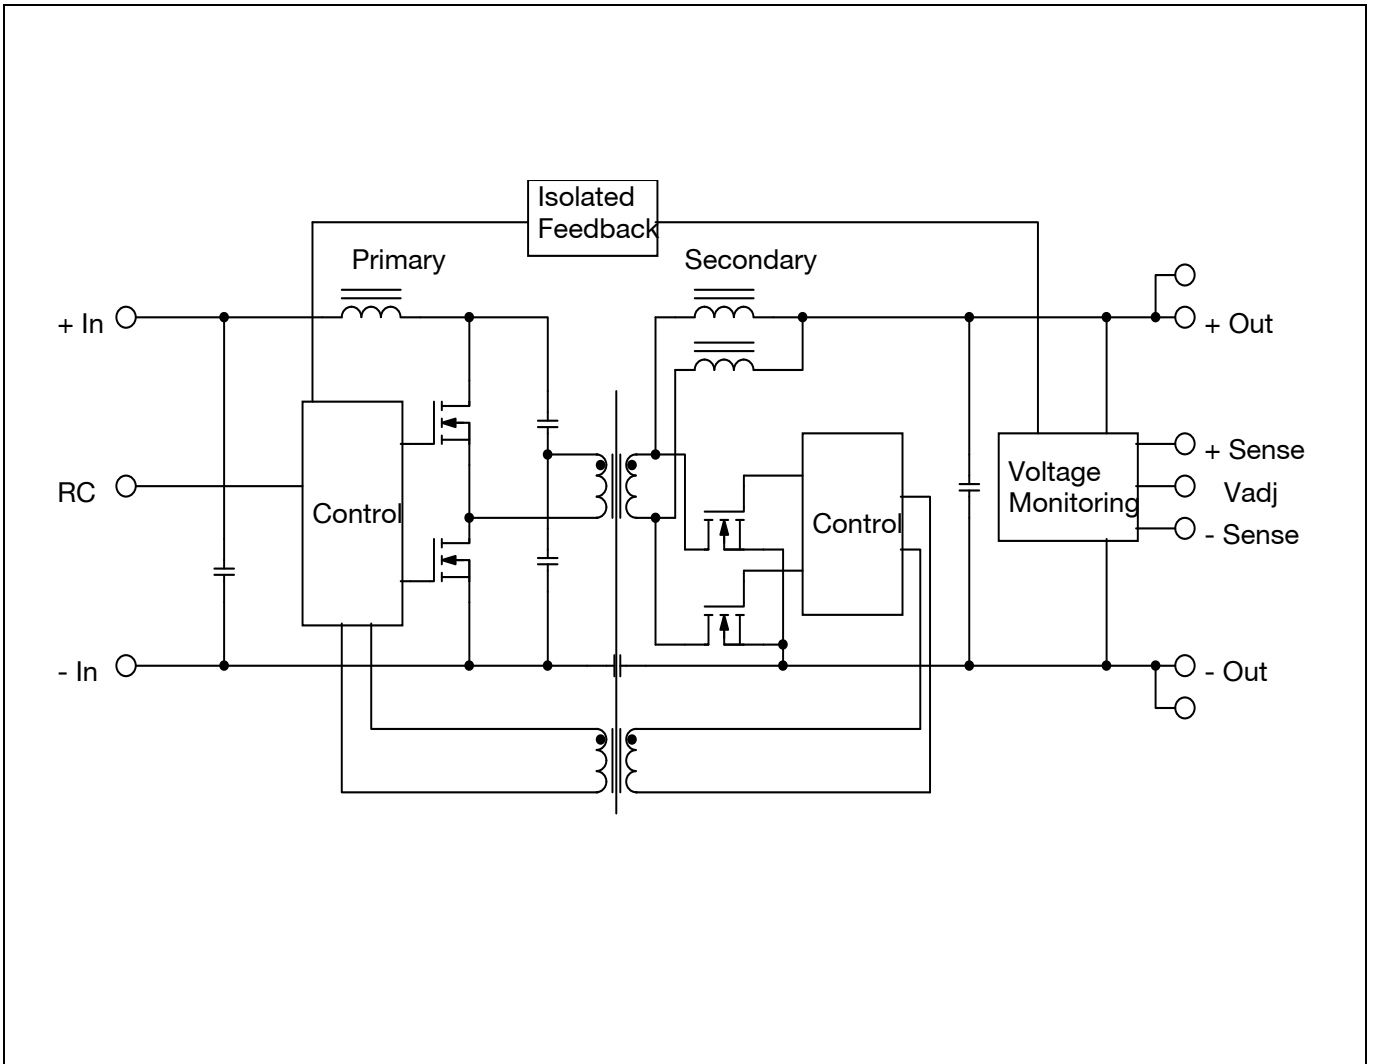 Isolated
Feedback
Primary
Secondary
+ In
+ Out
RC
Control
Control
Voltage
Monitoring
+ Sense
Vadj
- Sense
- In
- Out